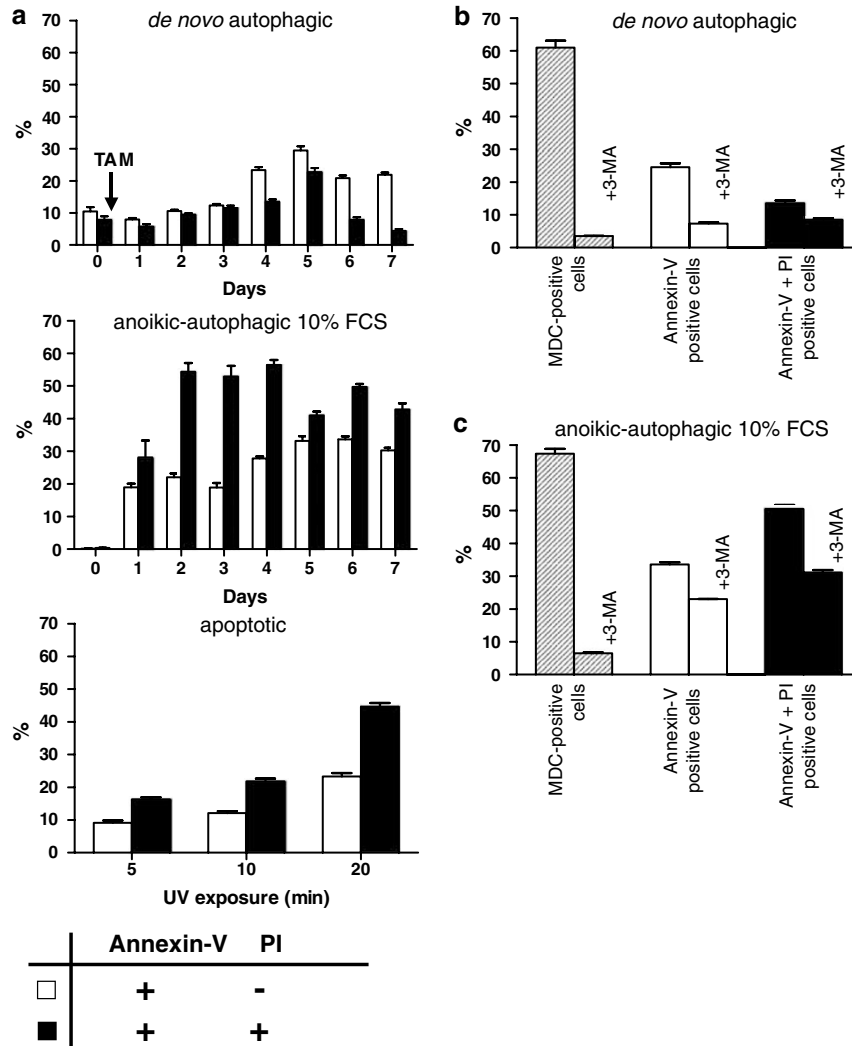 a
de novo autophagic
70
60
50
40
30
20
10
0
%
TAM
0 1 2 3 4 5 6 7
Days
anoikic-autophagic 10% FCS
70
60
50
40
30
20
10
0
%
0 1 2 3 4 5 6 7
Days
apoptotic
70
60
50
40
30
20
10
0
%
5 10 20
UV exposure (min)
Annexin-V PI
+ -
+ +
b
de novo autophagic
70
60
50
40
30
20
10
0
%
+3-MA
+3-MA
+3-MA
MDC-positive
cells
Annexin-V
positive cells
Annexin-V + PI
positive cells
c
anoikic-autophagic 10% FCS
70
60
50
40
30
20
10
0
%
+3-MA
+3-MA
+3-MA
MDC-positive
cells
Annexin-V
positive cells
Annexin-V + PI
positive cells